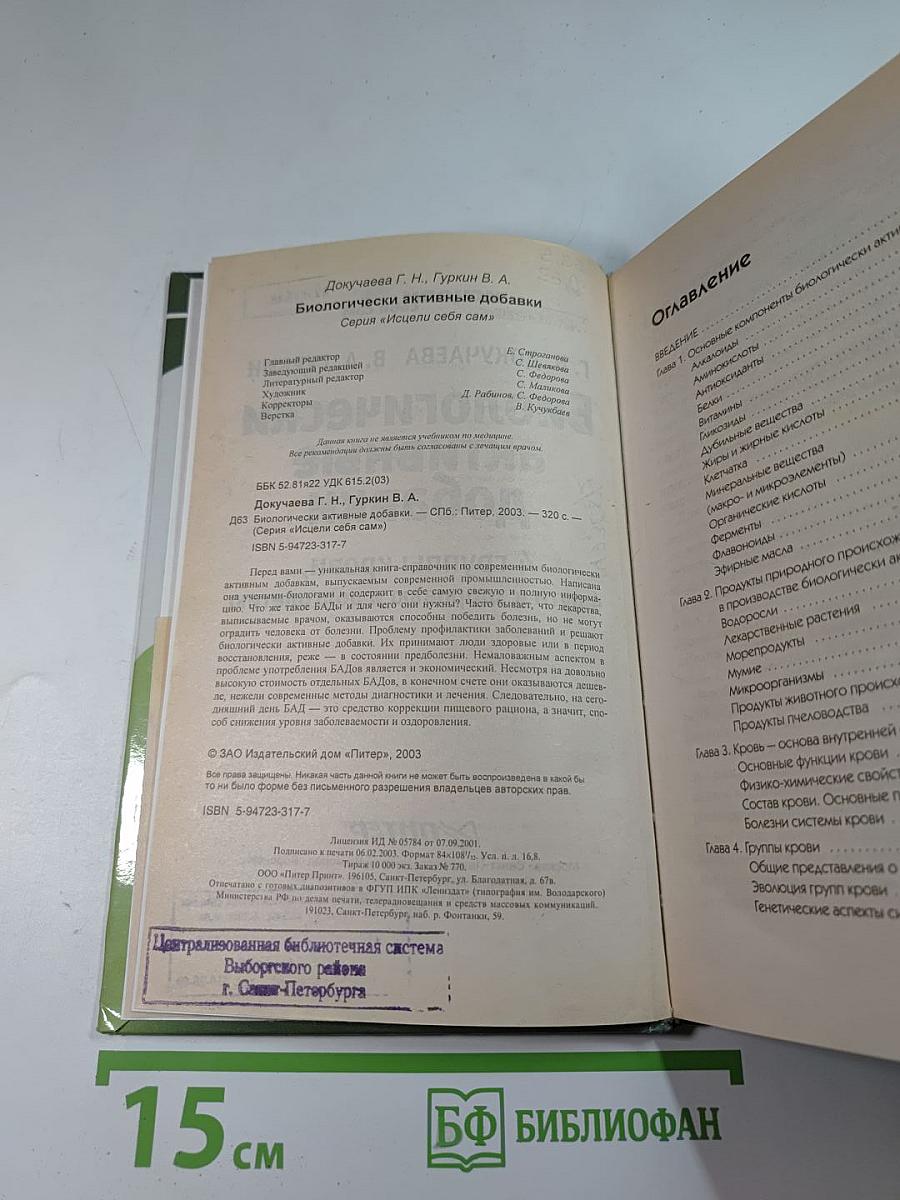 Докучаева Г. Н., Гуркин В. А.
Биологически активные добавки
Серия «Исцели себя сам»
Главный редактор Е. Строганова
Заведующий редакцией С. Шевякова
Литературный редактор С. Федорова
Художник С. Маликова
Корректоры Д. Рабинов, С. Федорова
Верстка В. Кучукбаев
Данная книга не является учебником по медицине.
Все рекомендации должны быть согласованы с лечащим врачом.
ББК 52.81я22 УДК 615.2(03)
Докучаева Г. Н., Гуркин В. А.
Д63 Биологически активные добавки. — СПб.: Питер, 2003. — 320 с. —
(Серия «Исцели себя сам»)
ISBN 5-94723-317-7
Перед вами — уникальная книга-справочник по современным биологически
активным добавкам, выпускаемым современной промышленностью. Написана
она учеными-биологами и содержит в себе самую свежую и полную информа-
цию. Что же такое БАДы и для чего они нужны? Часто бывает, что лекарства,
выписываемые врачом, оказываются способны победить болезнь, но не могут
оградить человека от болезни. Проблему профилактики заболеваний и решают
биологически активные добавки. Их принимают люди здоровые или в период
восстановления, реже — в состоянии предболезни. Немаловажным аспектом в
проблеме употребления БАДов является и экономический. Несмотря на довольно
высокую стоимость отдельных БАДов, в конечном счете они оказываются дешев-
ле, нежели современные методы диагностики и лечения. Следовательно, на сего-
дняшний день БАД — это средство коррекции пищевого рациона, а значит, спо-
соб снижения уровня заболеваемости и оздоровления.
© ЗАО Издательский дом «Питер», 2003
Все права защищены. Никакая часть данной книги не может быть воспроизведена в какой бы
то ни было форме без письменного разрешения владельцев авторских прав.
ISBN 5-94723-317-7
Лицензия ИД № 05784 от 07.09.2001.
Подписано к печати 06.02.2003. Формат 84×108¹/₃₂. Усл. п. л. 16,8.
Тираж 10 000 экз. Заказ № 770.
ООО «Питер Принт». 196105, Санкт-Петербург, ул. Благодатная, д. 67в.
Отпечатано с готовых диапозитивов в ФГУП ИПК «Лениздат» (типография им. Володарского)
Министерства РФ по делам печати, телерадиовещания и средств массовых коммуникаций.
191023, Санкт-Петербург, наб. р. Фонтанки, 59.
Централизованная библиотечная система
Выборгского района
г. Санкт-Петербурга
Оглавление
ВВЕДЕНИЕ
Глава 1. Основные компоненты биологически акти
Алкалоиды
Аминокислоты
Антиоксиданты
Белки
Витамины
Гликозиды
Дубильные вещества
Жиры и жирные кислоты
Клетчатка
Минеральные вещества
(макро- и микроэлементы)
Органические кислоты
Ферменты
Флавоноиды
Эфирные масла
Глава 2. Продукты природного происхож
в производстве биологически ак
Водоросли
Лекарственные растения
Морепродукты
Мумие
Микроорганизмы
Продукты животного происхо
Продукты пчеловодства
Глава 3. Кровь — основа внутренней
Основные функции крови
Физико-химические свойст
Состав крови. Основные п
Болезни системы крови
Глава 4. Группы крови
Общие представления о
Эволюция групп крови
Генетические аспекты си
15 см
БФ БИБЛИОФАН